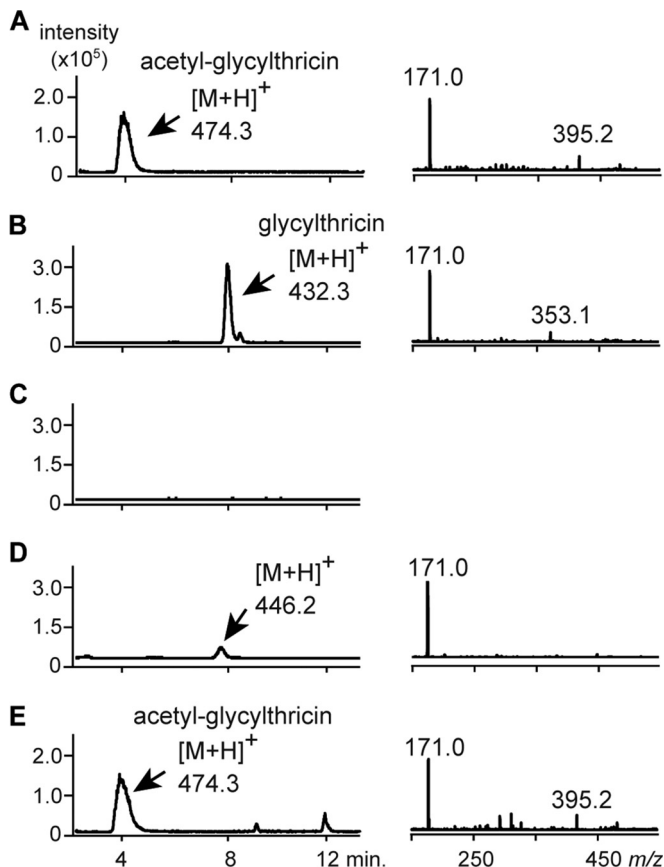 A
intensity
(x10⁵)
acetyl-glycylthricin
[M+H]⁺
474.3
2.0
1.0
0
171.0
395.2
B
glycylthricin
[M+H]⁺
432.3
3.0
1.5
0
171.0
353.1
C
3.0
1.5
0
D
[M+H]⁺
446.2
3.0
1.5
0
171.0
E
acetyl-glycylthricin
[M+H]⁺
474.3
2.0
1.0
0
171.0
395.2
4 8 12 min.
250 450 m/z